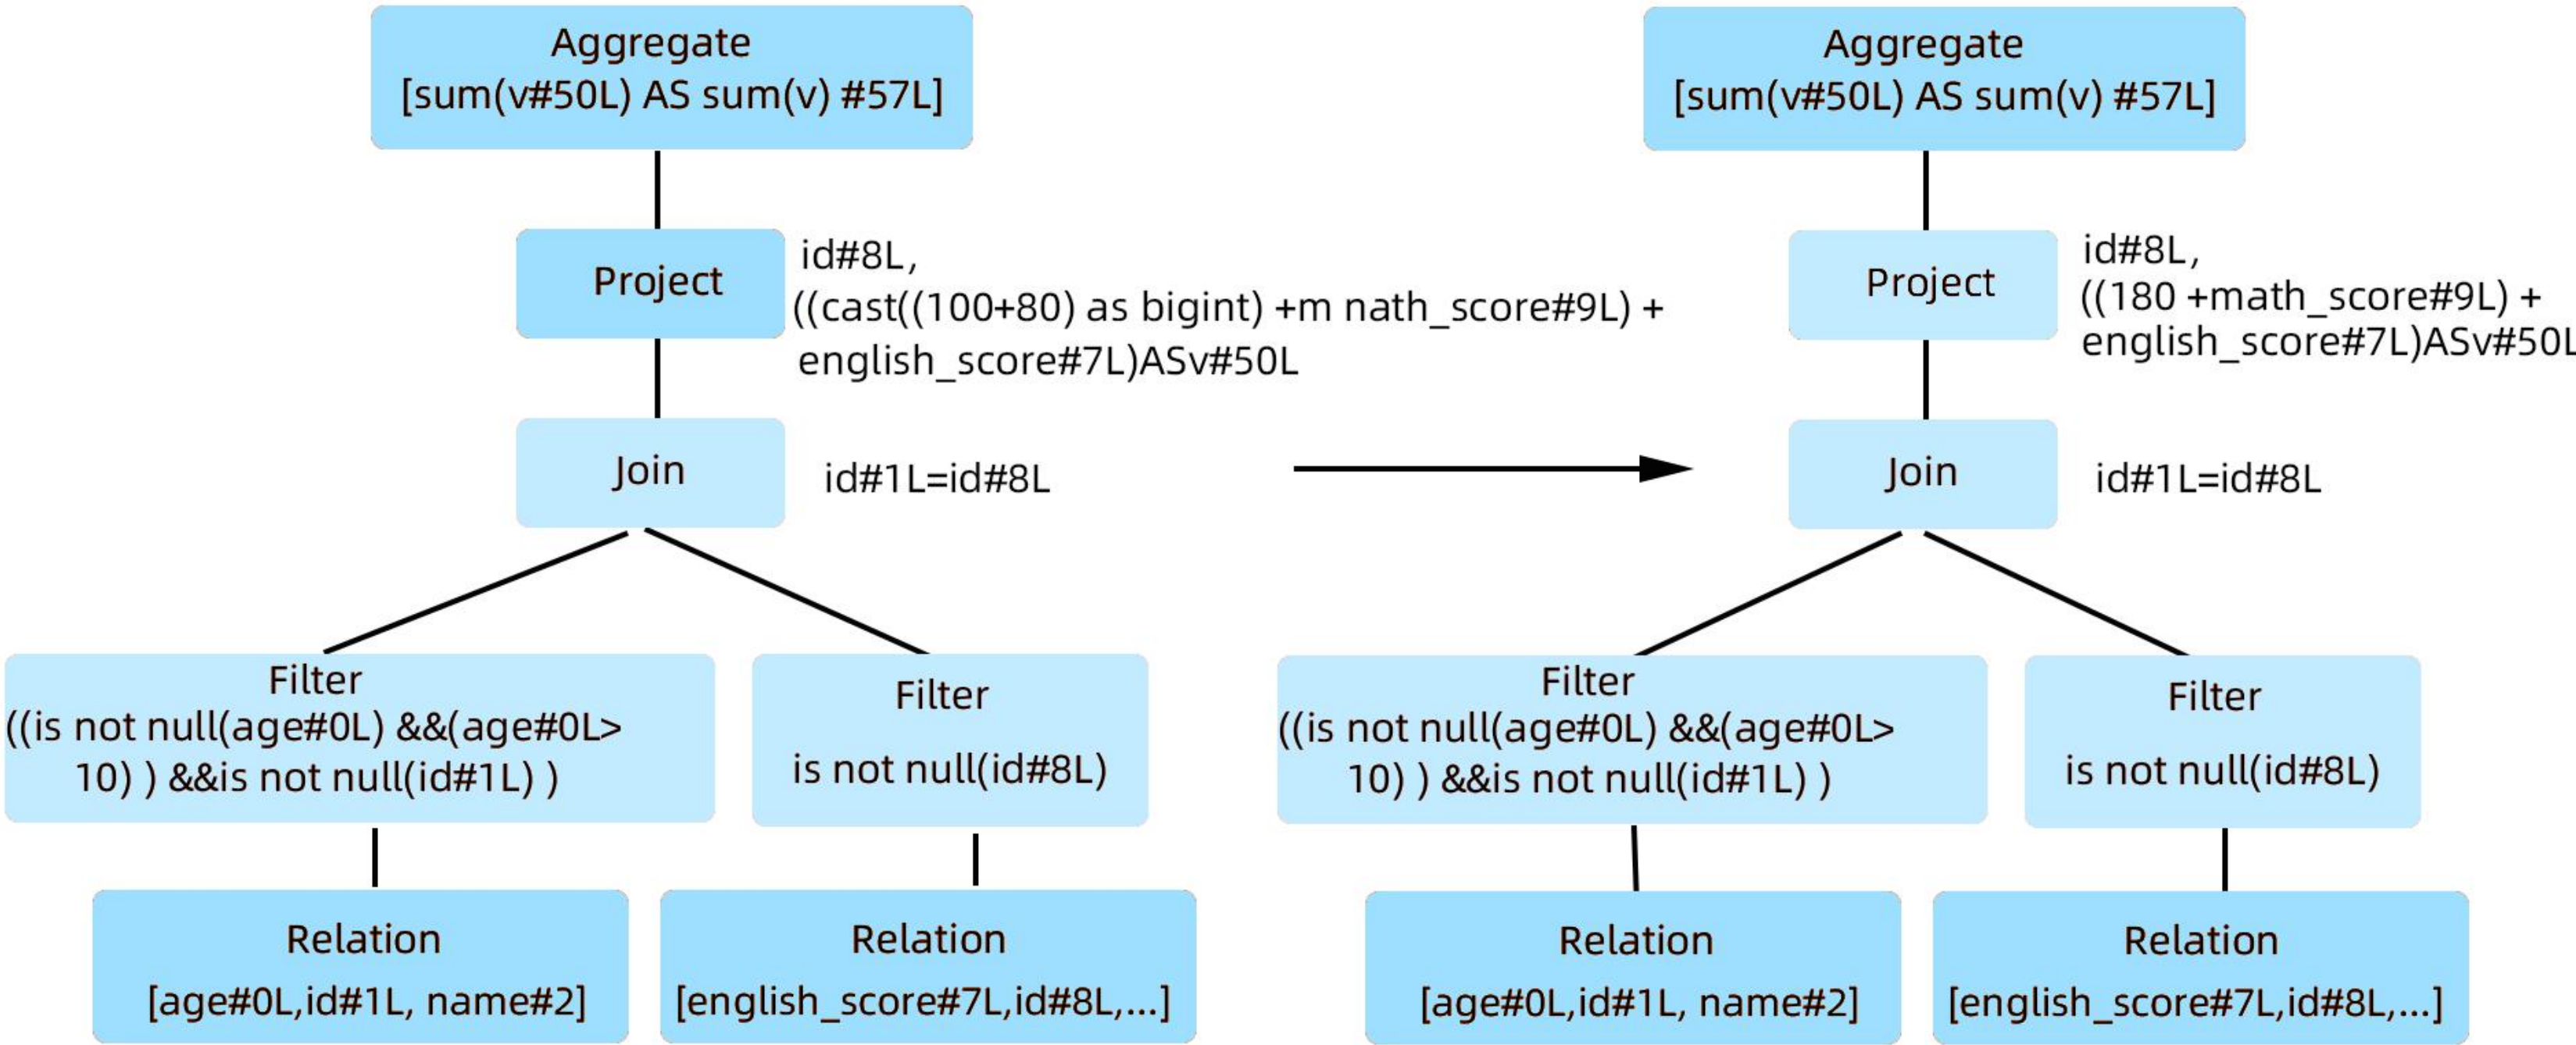 Aggregate
[sum(v#50L) AS sum(v) #57L]
Project
id#8L,
((cast((100+80) as bigint) +m nath_score#9L) +
english_score#7L)ASv#50L
Join
id#1L=id#8L
Filter
((is not null(age#0L) &&(age#0L>
10) ) &&is not null(id#1L) )
Filter
is not null(id#8L)
Relation
[age#0L,id#1L, name#2]
Relation
[english_score#7L,id#8L,...]
Aggregate
[sum(v#50L) AS sum(v) #57L]
Project
id#8L,
((180 +math_score#9L) +
english_score#7L)ASv#50L
Join
id#1L=id#8L
Filter
((is not null(age#0L) &&(age#0L>
10) ) &&is not null(id#1L) )
Filter
is not null(id#8L)
Relation
[age#0L,id#1L, name#2]
Relation
[english_score#7L,id#8L,...]